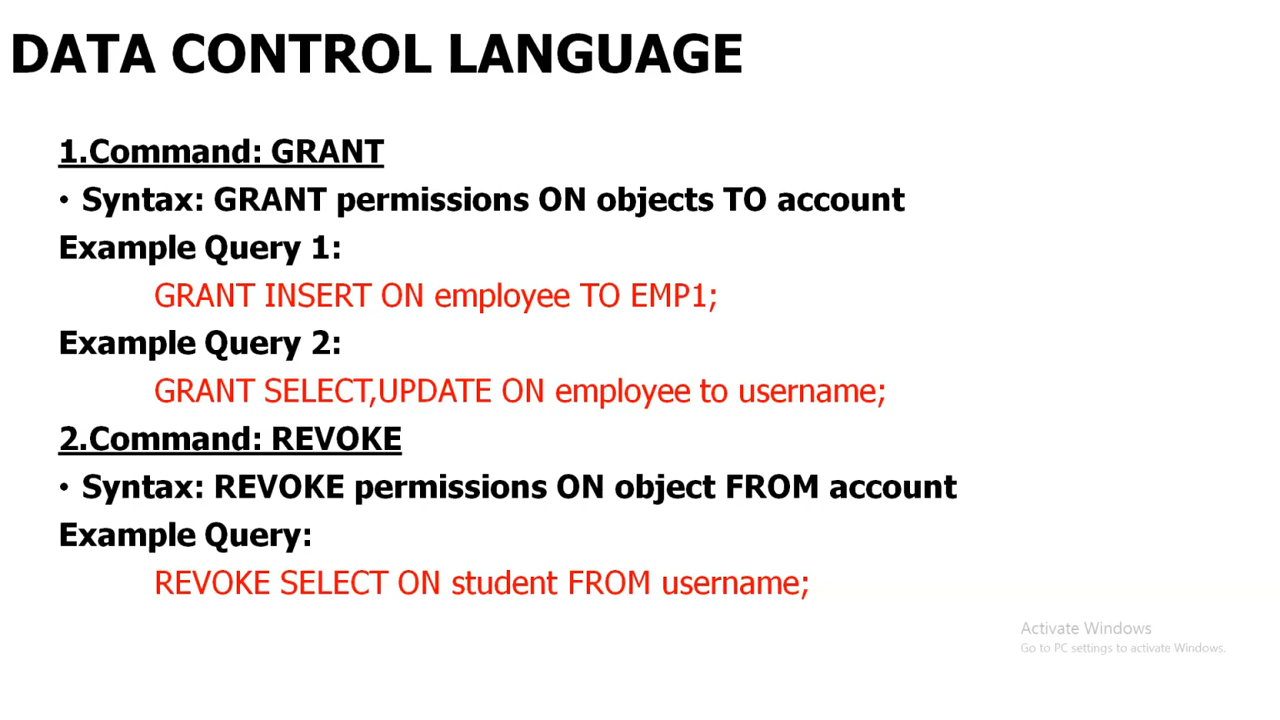 DATA CONTROL LANGUAGE
1.Command: GRANT
• Syntax: GRANT permissions ON objects TO account
Example Query 1:
GRANT INSERT ON employee TO EMP1;
Example Query 2:
GRANT SELECT,UPDATE ON employee to username;
2.Command: REVOKE
• Syntax: REVOKE permissions ON object FROM account
Example Query:
REVOKE SELECT ON student FROM username;
Activate Windows
Go to PC settings to activate Windows.